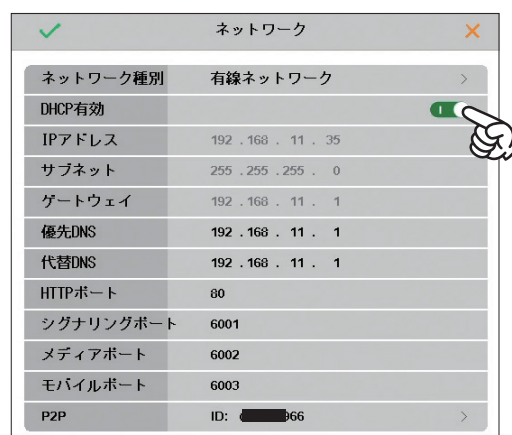 ネットワーク
ネットワーク種別 有線ネットワーク
DHCP有効
IPアドレス 192 . 168 . 11 . 35
サブネット 255 . 255 . 255 . 0
ゲートウェイ 192 . 168 . 11 . 1
優先DNS 192 . 168 . 11 . 1
代替DNS 192 . 168 . 11 . 1
HTTPポート 80
シグナリングポート 6001
メディアポート 6002
モバイルポート 6003
P2P ID: 966